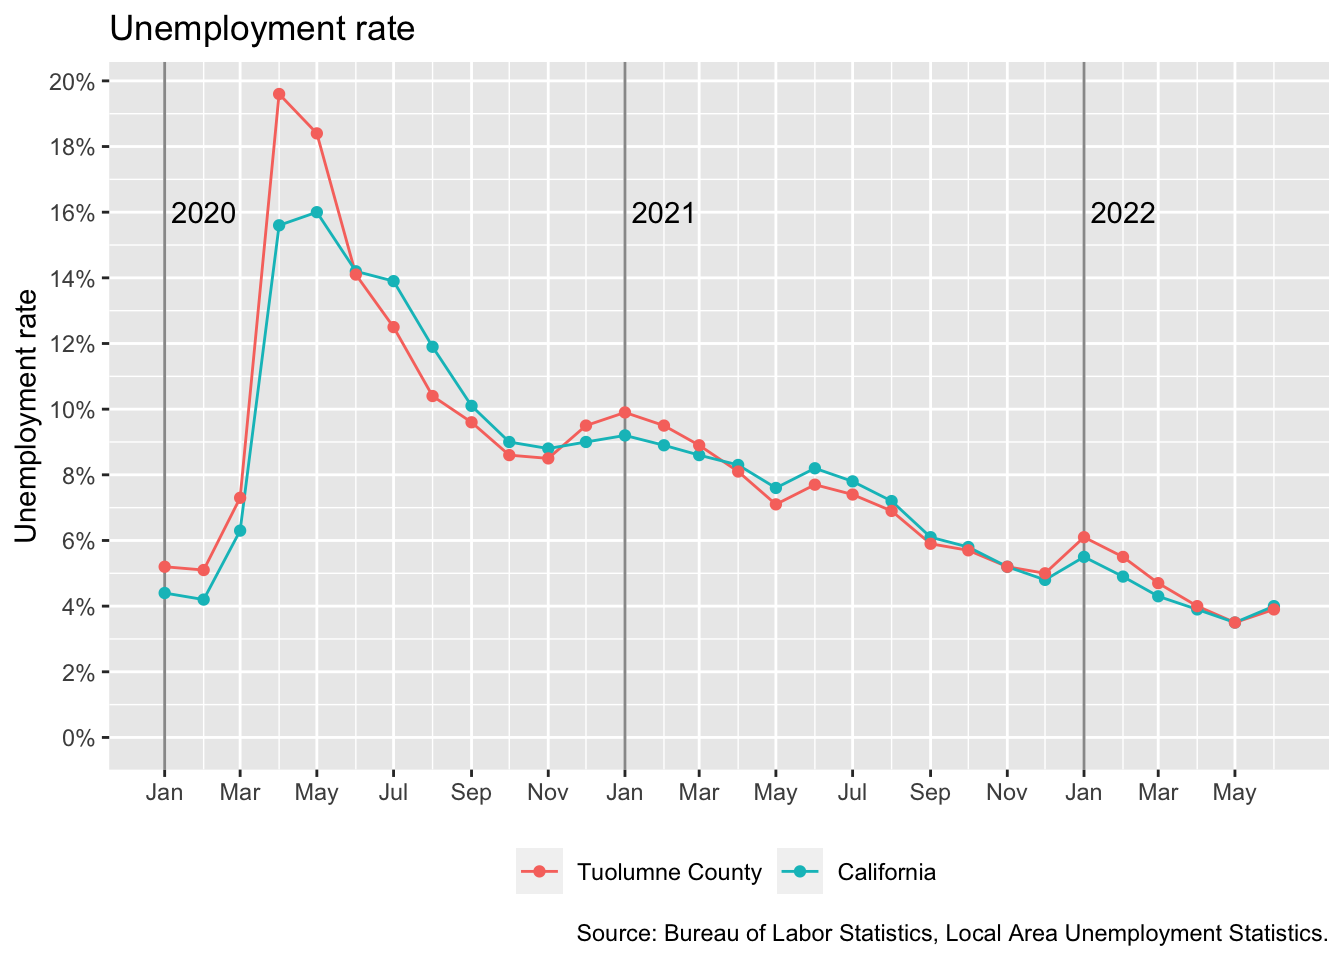 Unemployment rate
Unemployment rate
20%
18%
16%
14%
12%
10%
8%
6%
4%
2%
0%
2020
2021
2022
Jan Mar May Jul Sep Nov Jan Mar May Jul Sep Nov Jan Mar May
Tuolumne County California
Source: Bureau of Labor Statistics, Local Area Unemployment Statistics.